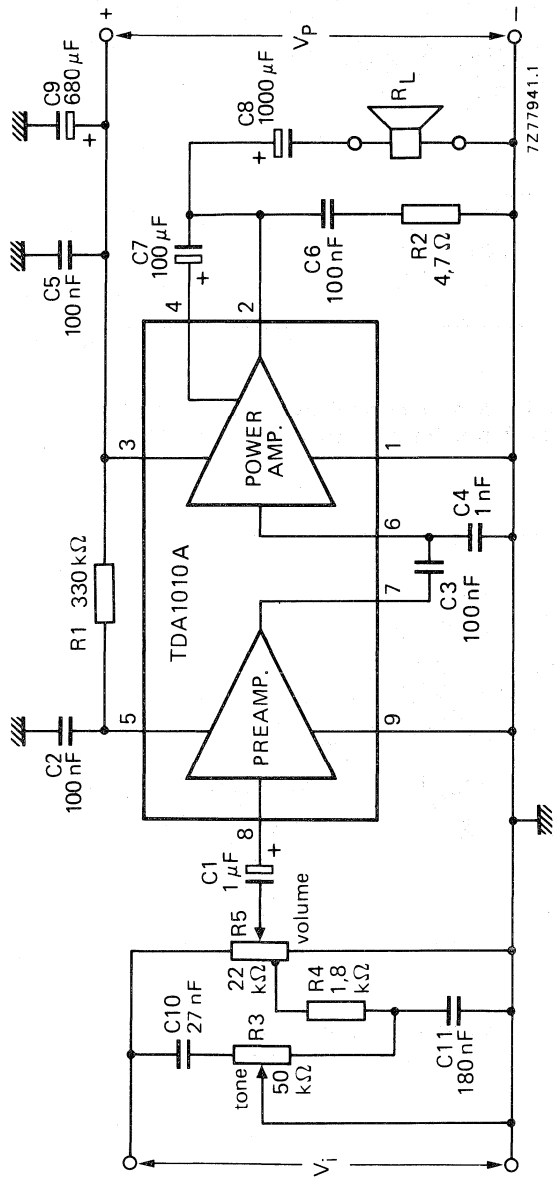 +
–
Vp
C9
680 µF
+
C5
100 nF
R1
330 kΩ
C2
100 nF
C7
100 µF
+
C8
1000 µF
+
RL
C6
100 nF
R2
4,7 Ω
4
2
3
1
5
9
8
7
6
TDA1010A
POWER
AMP.
PREAMP.
C4
1 nF
C3
100 nF
C1
1 µF
+
R5
22
kΩ
volume
C10
27 nF
tone
R3
50
kΩ
R4
1,8
kΩ
C11
180 nF
Vi
7Z77941.1